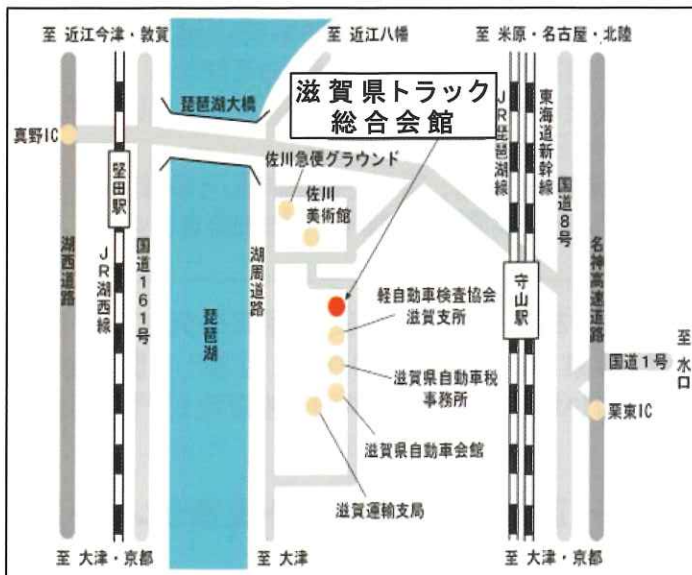 至 近江今津・敦賀
至 近江八幡
至 米原・名古屋・北陸
琵琶湖大橋
滋賀県トラック
総合会館
真野IC
堅田駅
佐川急便グラウンド
佐川
美術館
JR琵琶湖線
東海道新幹線
国道8号
湖西道路
JR湖西線
国道161号
琵琶湖
湖周道路
軽自動車検査協会
滋賀支所
守山駅
名神高速道路
至 水口
国道1号
滋賀県自動車税
事務所
栗東IC
滋賀県自動車会館
滋賀運輸支局
至 大津・京都
至 大津
至 大津・京都